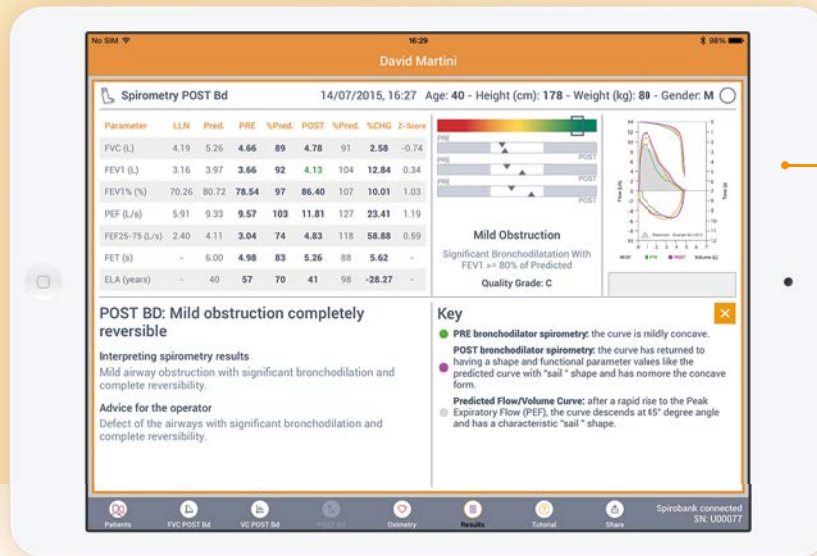 No SIM
16:29
98%
David Martini
Spirometry POST Bd
14/07/2015, 16:27 Age: 40 - Height (cm): 178 - Weight (kg): 80 - Gender: M
Parameter LLN Pred. PRE %Pred. POST %Pred. %CHG Z-Score
FVC (L) 4.19 5.26 4.66 89 4.78 91 2.58 -0.74
FEV1 (L) 3.16 3.97 3.66 92 4.13 104 12.84 0.34
FEV1% (%) 70.26 80.72 78.54 97 86.40 107 10.01 1.03
PEF (L/s) 5.91 9.33 9.57 103 11.81 127 23.41 1.19
FEF25-75 (L/s) 2.40 4.11 3.04 74 4.83 118 58.88 0.59
FET (s) - 6.00 4.98 83 5.26 88 5.62 -
ELA (years) - 40 57 70 41 98 -28.27 -
PRE
POST
PRE
POST
PRE
POST
Mild Obstruction
Significant Bronchodilatation With
FEV1 >= 80% of Predicted
Quality Grade: C
Flow (L/s)
Time (s)
BEST PRE POST Volume (L)
POST BD: Mild obstruction completely
reversible
Interpreting spirometry results
Mild airway obstruction with significant bronchodilation and
complete reversibility.
Advice for the operator
Defect of the airways with significant bronchodilation and
complete reversibility.
Key
PRE bronchodilator spirometry: the curve is mildly concave.
POST bronchodilator spirometry: the curve has returned to
having a shape and functional parameter values like the
predicted curve with "sail " shape and has nomore the concave
form.
Predicted Flow/Volume Curve: after a rapid rise to the Peak
Expiratory Flow (PEF), the curve descends at 45° degree angle
and has a characteristic "sail " shape.
Patients
FVC POST Bd
VC POST Bd
POST Bd
Oximetry
Results
Tutorial
Share
Spirobank connected
SN: U00077